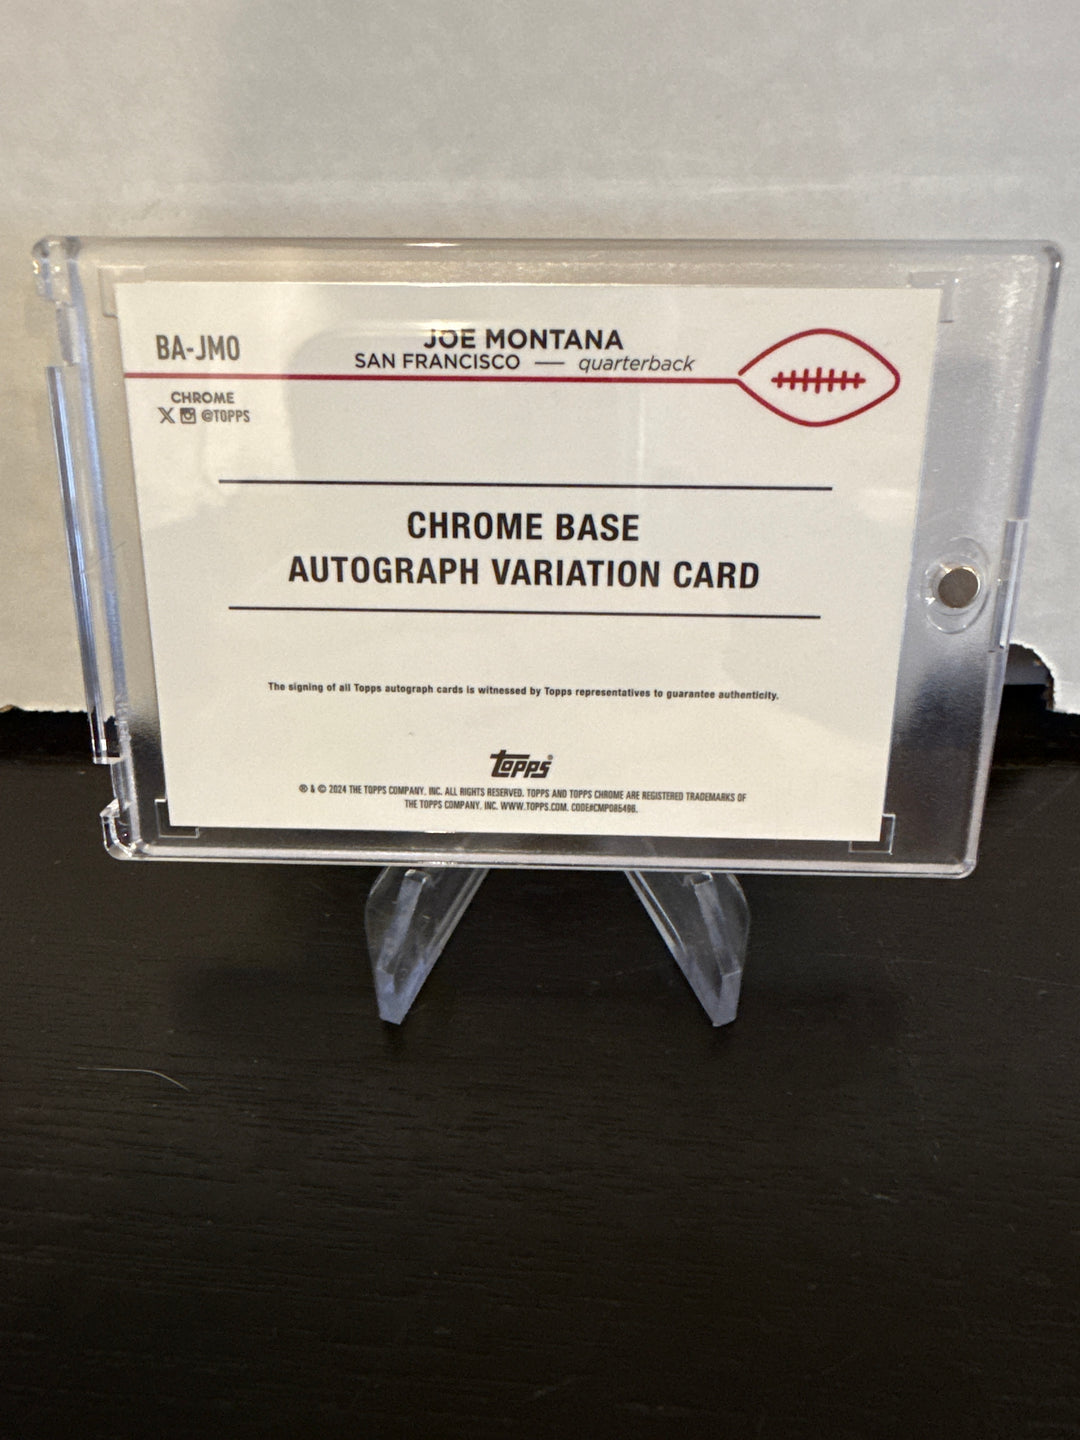 BA-JMO
JOE MONTANA
SAN FRANCISCO — quarterback
CHROME
X @TOPPS
CHROME BASE
AUTOGRAPH VARIATION CARD
The signing of all Topps autograph cards is witnessed by Topps representatives to guarantee authenticity.
topps®
® & © 2024 THE TOPPS COMPANY, INC. ALL RIGHTS RESERVED. TOPPS AND TOPPS CHROME ARE REGISTERED TRADEMARKS OF
THE TOPPS COMPANY, INC. WWW.TOPPS.COM. CODE#CMP085496.